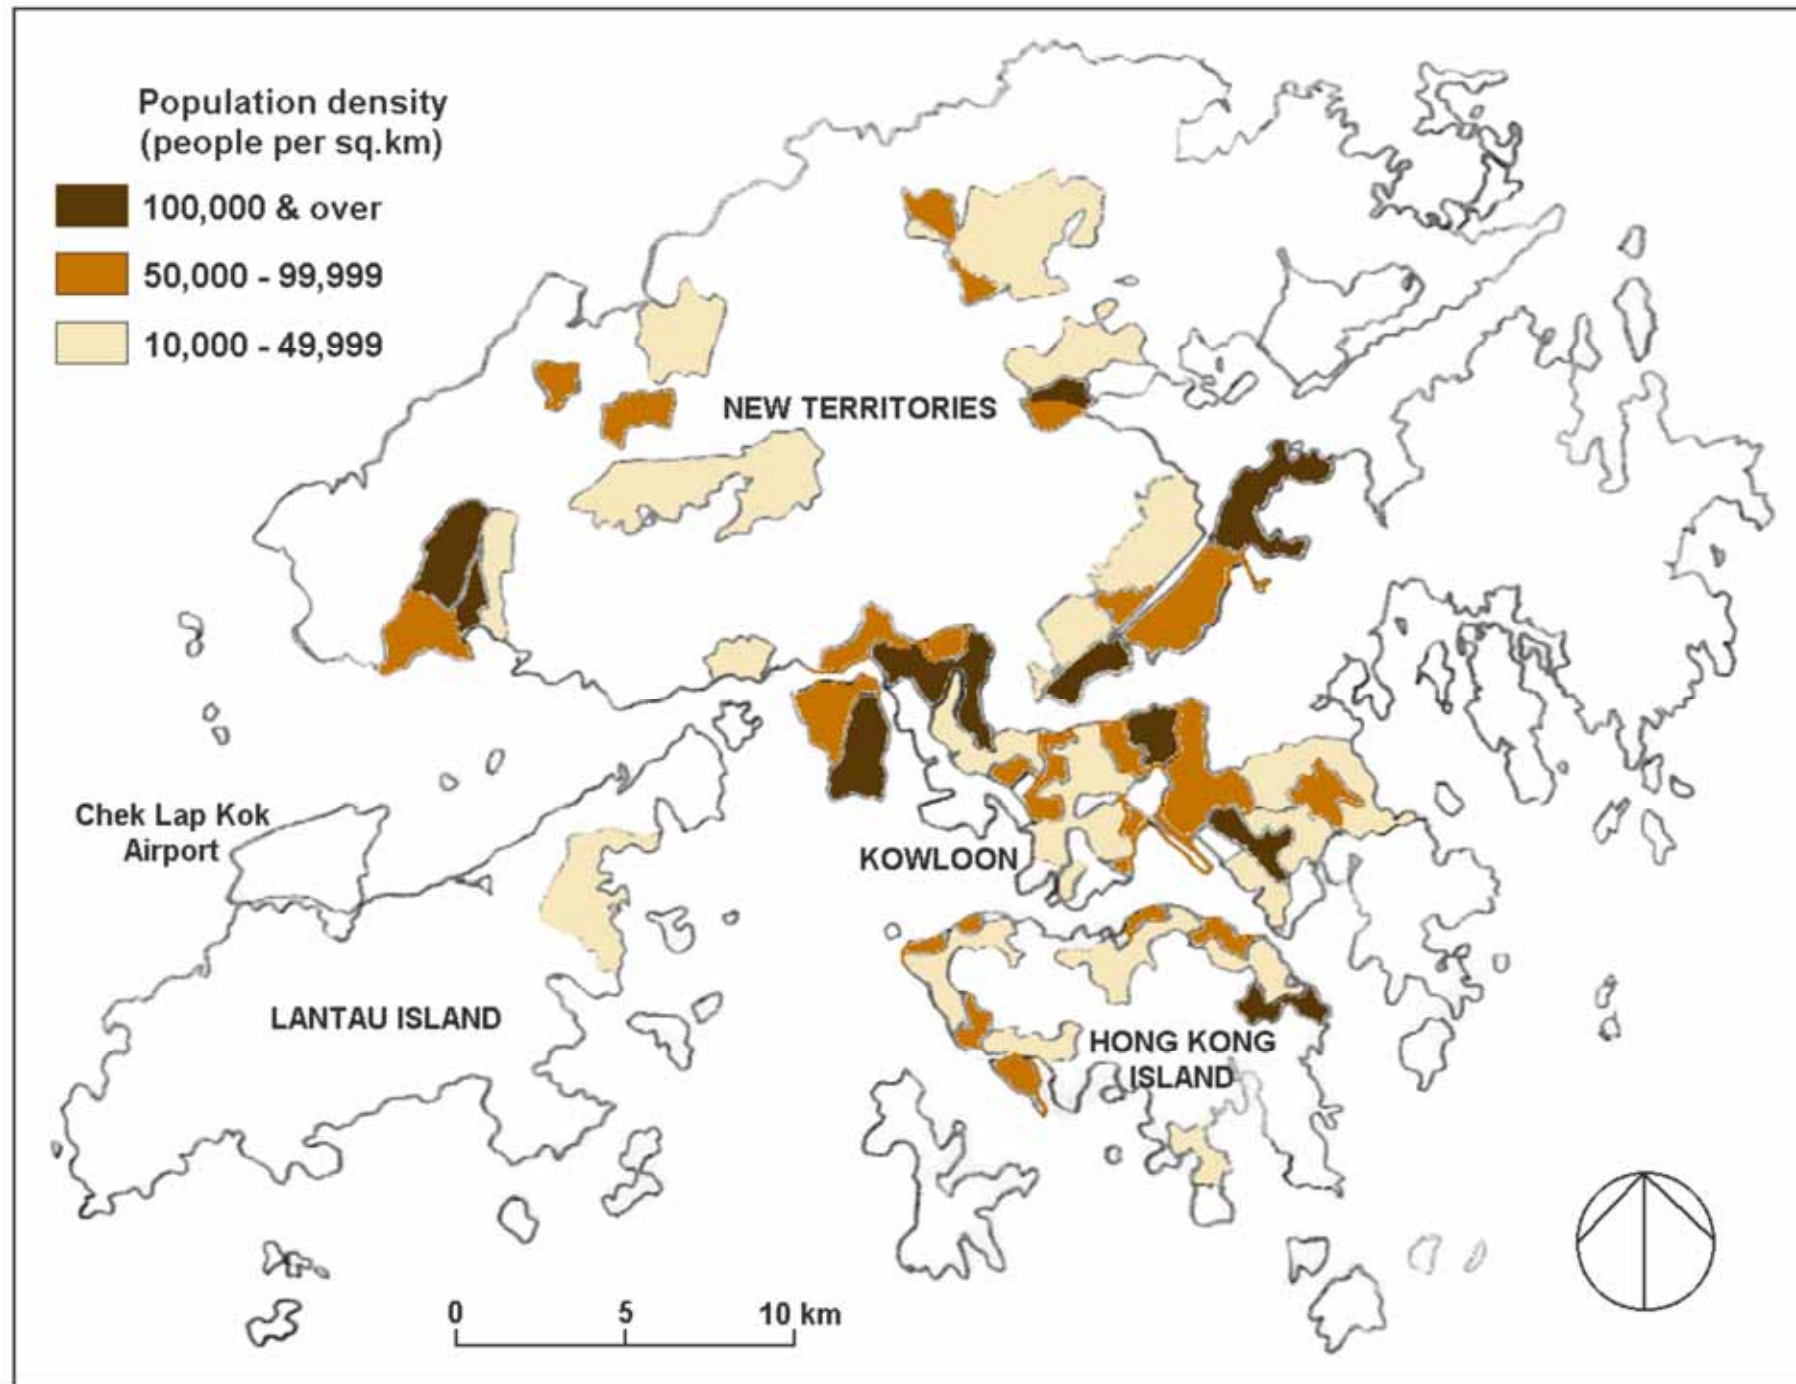 Population density
(people per sq.km)
100,000 & over
50,000 - 99,999
10,000 - 49,999
NEW TERRITORIES
Chek Lap Kok
Airport
KOWLOON
LANTAU ISLAND
HONG KONG
ISLAND
0 5 10 km